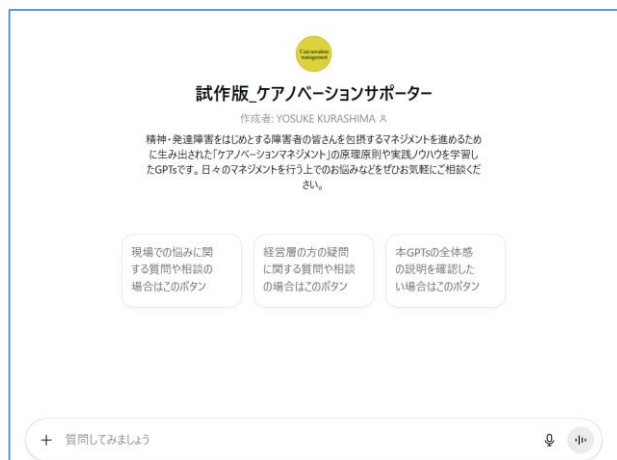 Care novation
management
試作版_ケアノベーションサポーター
作成者: YOSUKE KURASHIMA
精神・発達障害をはじめとする障害者の皆さんを包摂するマネジメントを進めるため
に生み出された「ケアノベーションマネジメント」の原理原則や実践ノウハウを学習し
たGPTsです。日々のマネジメントを行う上でのお悩みなどをぜひお気軽にご相談くだ
さい。
現場での悩みに関
する質問や相談の
場合はこのボタン
経営層の方の疑問
に関する質問や相談
の場合はこのボタン
本GPTsの全体感
の説明を確認した
い場合はこのボタン
質問してみましょう